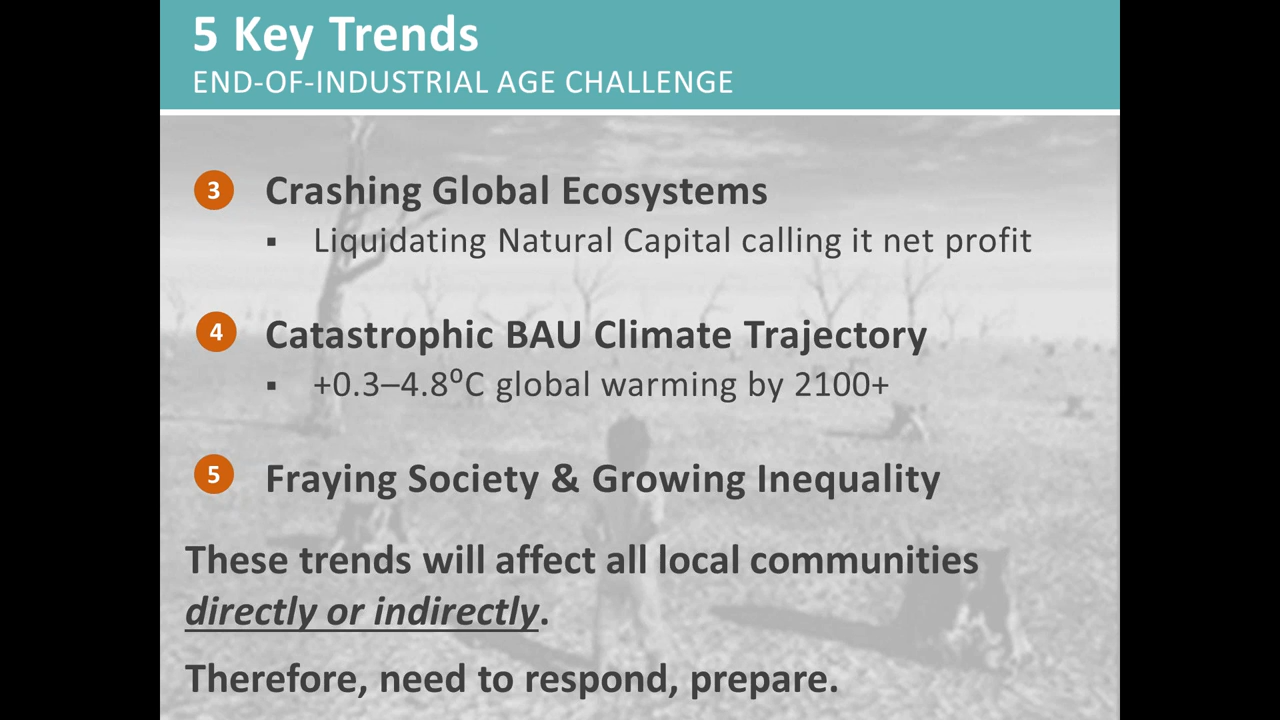 5 Key Trends
END-OF-INDUSTRIAL AGE CHALLENGE
3 Crashing Global Ecosystems
▪ Liquidating Natural Capital calling it net profit
4 Catastrophic BAU Climate Trajectory
▪ +0.3–4.8⁰C global warming by 2100+
5 Fraying Society & Growing Inequality
These trends will affect all local communities
directly or indirectly.
Therefore, need to respond, prepare.